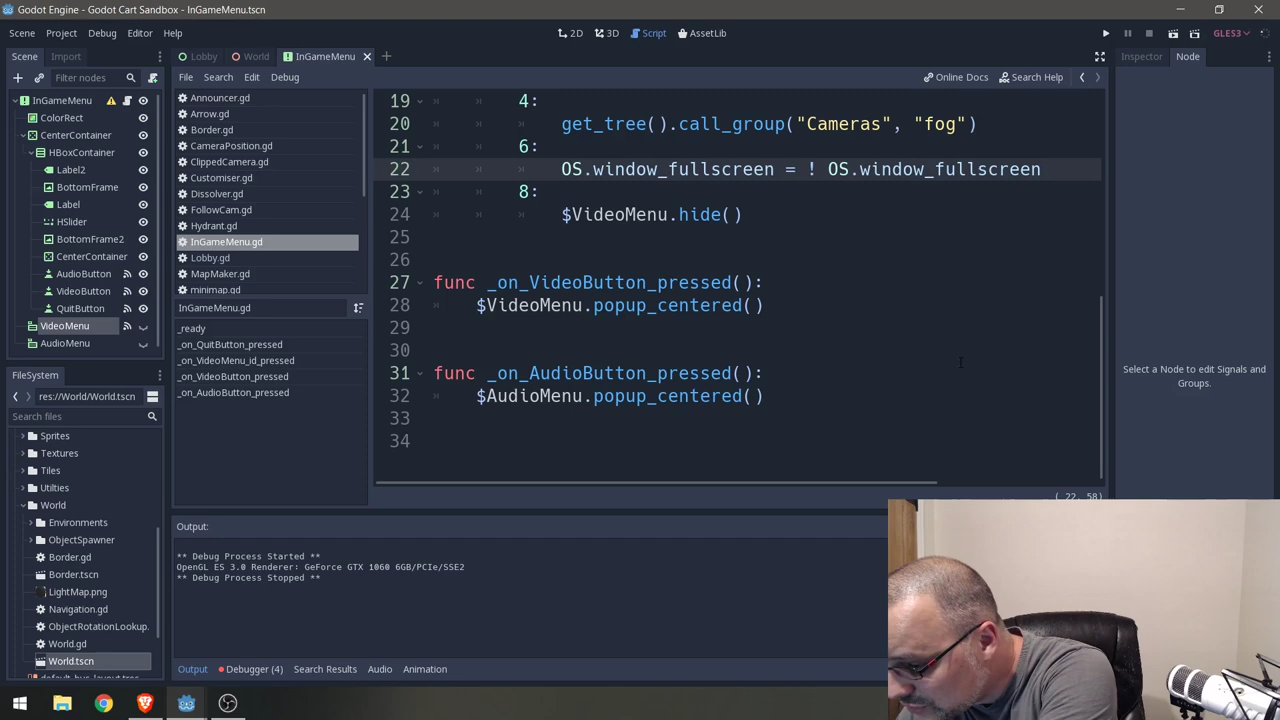 Godot Engine - Godot Cart Sandbox - InGameMenu.tscn
Scene Project Debug Editor Help
2D 3D Script AssetLib
GLES3
Scene Import
Lobby World InGameMenu
Inspector Node
Filter nodes
File Search Edit Debug
Online Docs Search Help
InGameMenu
ColorRect
CenterContainer
HBoxContainer
Label2
BottomFrame
Label
HSlider
BottomFrame2
CenterContainer
AudioButton
VideoButton
QuitButton
VideoMenu
AudioMenu
Announcer.gd
Arrow.gd
Border.gd
CameraPosition.gd
ClippedCamera.gd
Customiser.gd
Dissolver.gd
FollowCam.gd
Hydrant.gd
InGameMenu.gd
Lobby.gd
MapMaker.gd
minimap.gd
InGameMenu.gd
_ready
_on_QuitButton_pressed
_on_VideoMenu_id_pressed
_on_VideoButton_pressed
_on_AudioButton_pressed
19 4:
20 get_tree().call_group("Cameras", "fog")
21 6:
22 OS.window_fullscreen = ! OS.window_fullscreen
23 8:
24 $VideoMenu.hide()
25
26
27 func _on_VideoButton_pressed():
28 $VideoMenu.popup_centered()
29
30
31 func _on_AudioButton_pressed():
32 $AudioMenu.popup_centered()
33
34
( 22, 58)
Select a Node to edit Signals and
Groups.
FileSystem
res://World/World.tscn
Search files
Sprites
Textures
Tiles
Utilties
World
Environments
ObjectSpawner
Border.gd
Border.tscn
LightMap.png
Navigation.gd
ObjectRotationLookup.
World.gd
World.tscn
default_bus_layout.tres
Output:
** Debug Process Started **
OpenGL ES 3.0 Renderer: GeForce GTX 1060 6GB/PCIe/SSE2
** Debug Process Stopped **
Output Debugger (4) Search Results Audio Animation